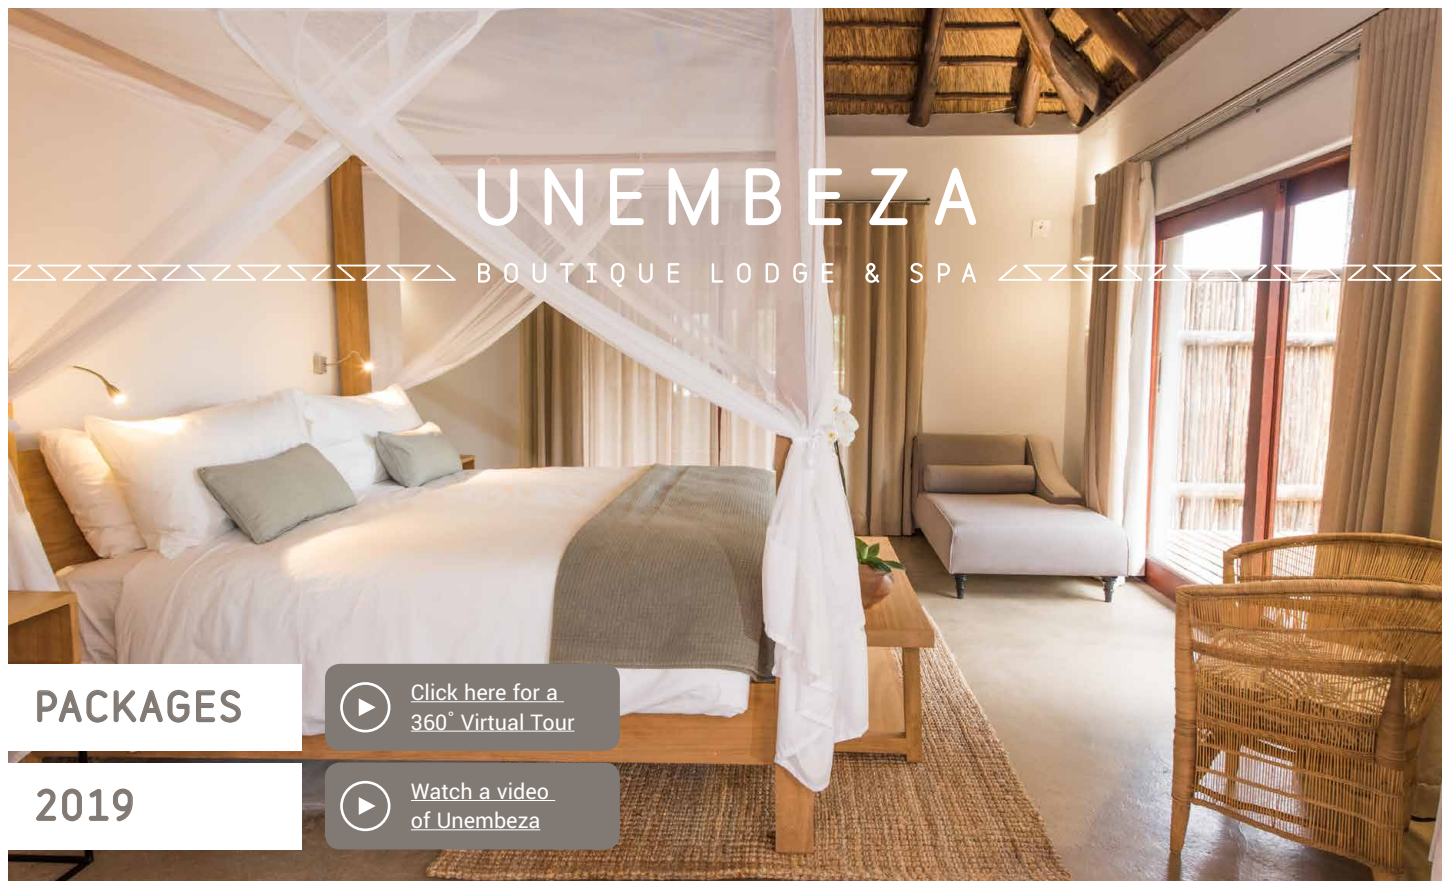 UNEMBEZA
BOUTIQUE LODGE & SPA
PACKAGES
Click here for a
360° Virtual Tour
2019
Watch a video
of Unembeza